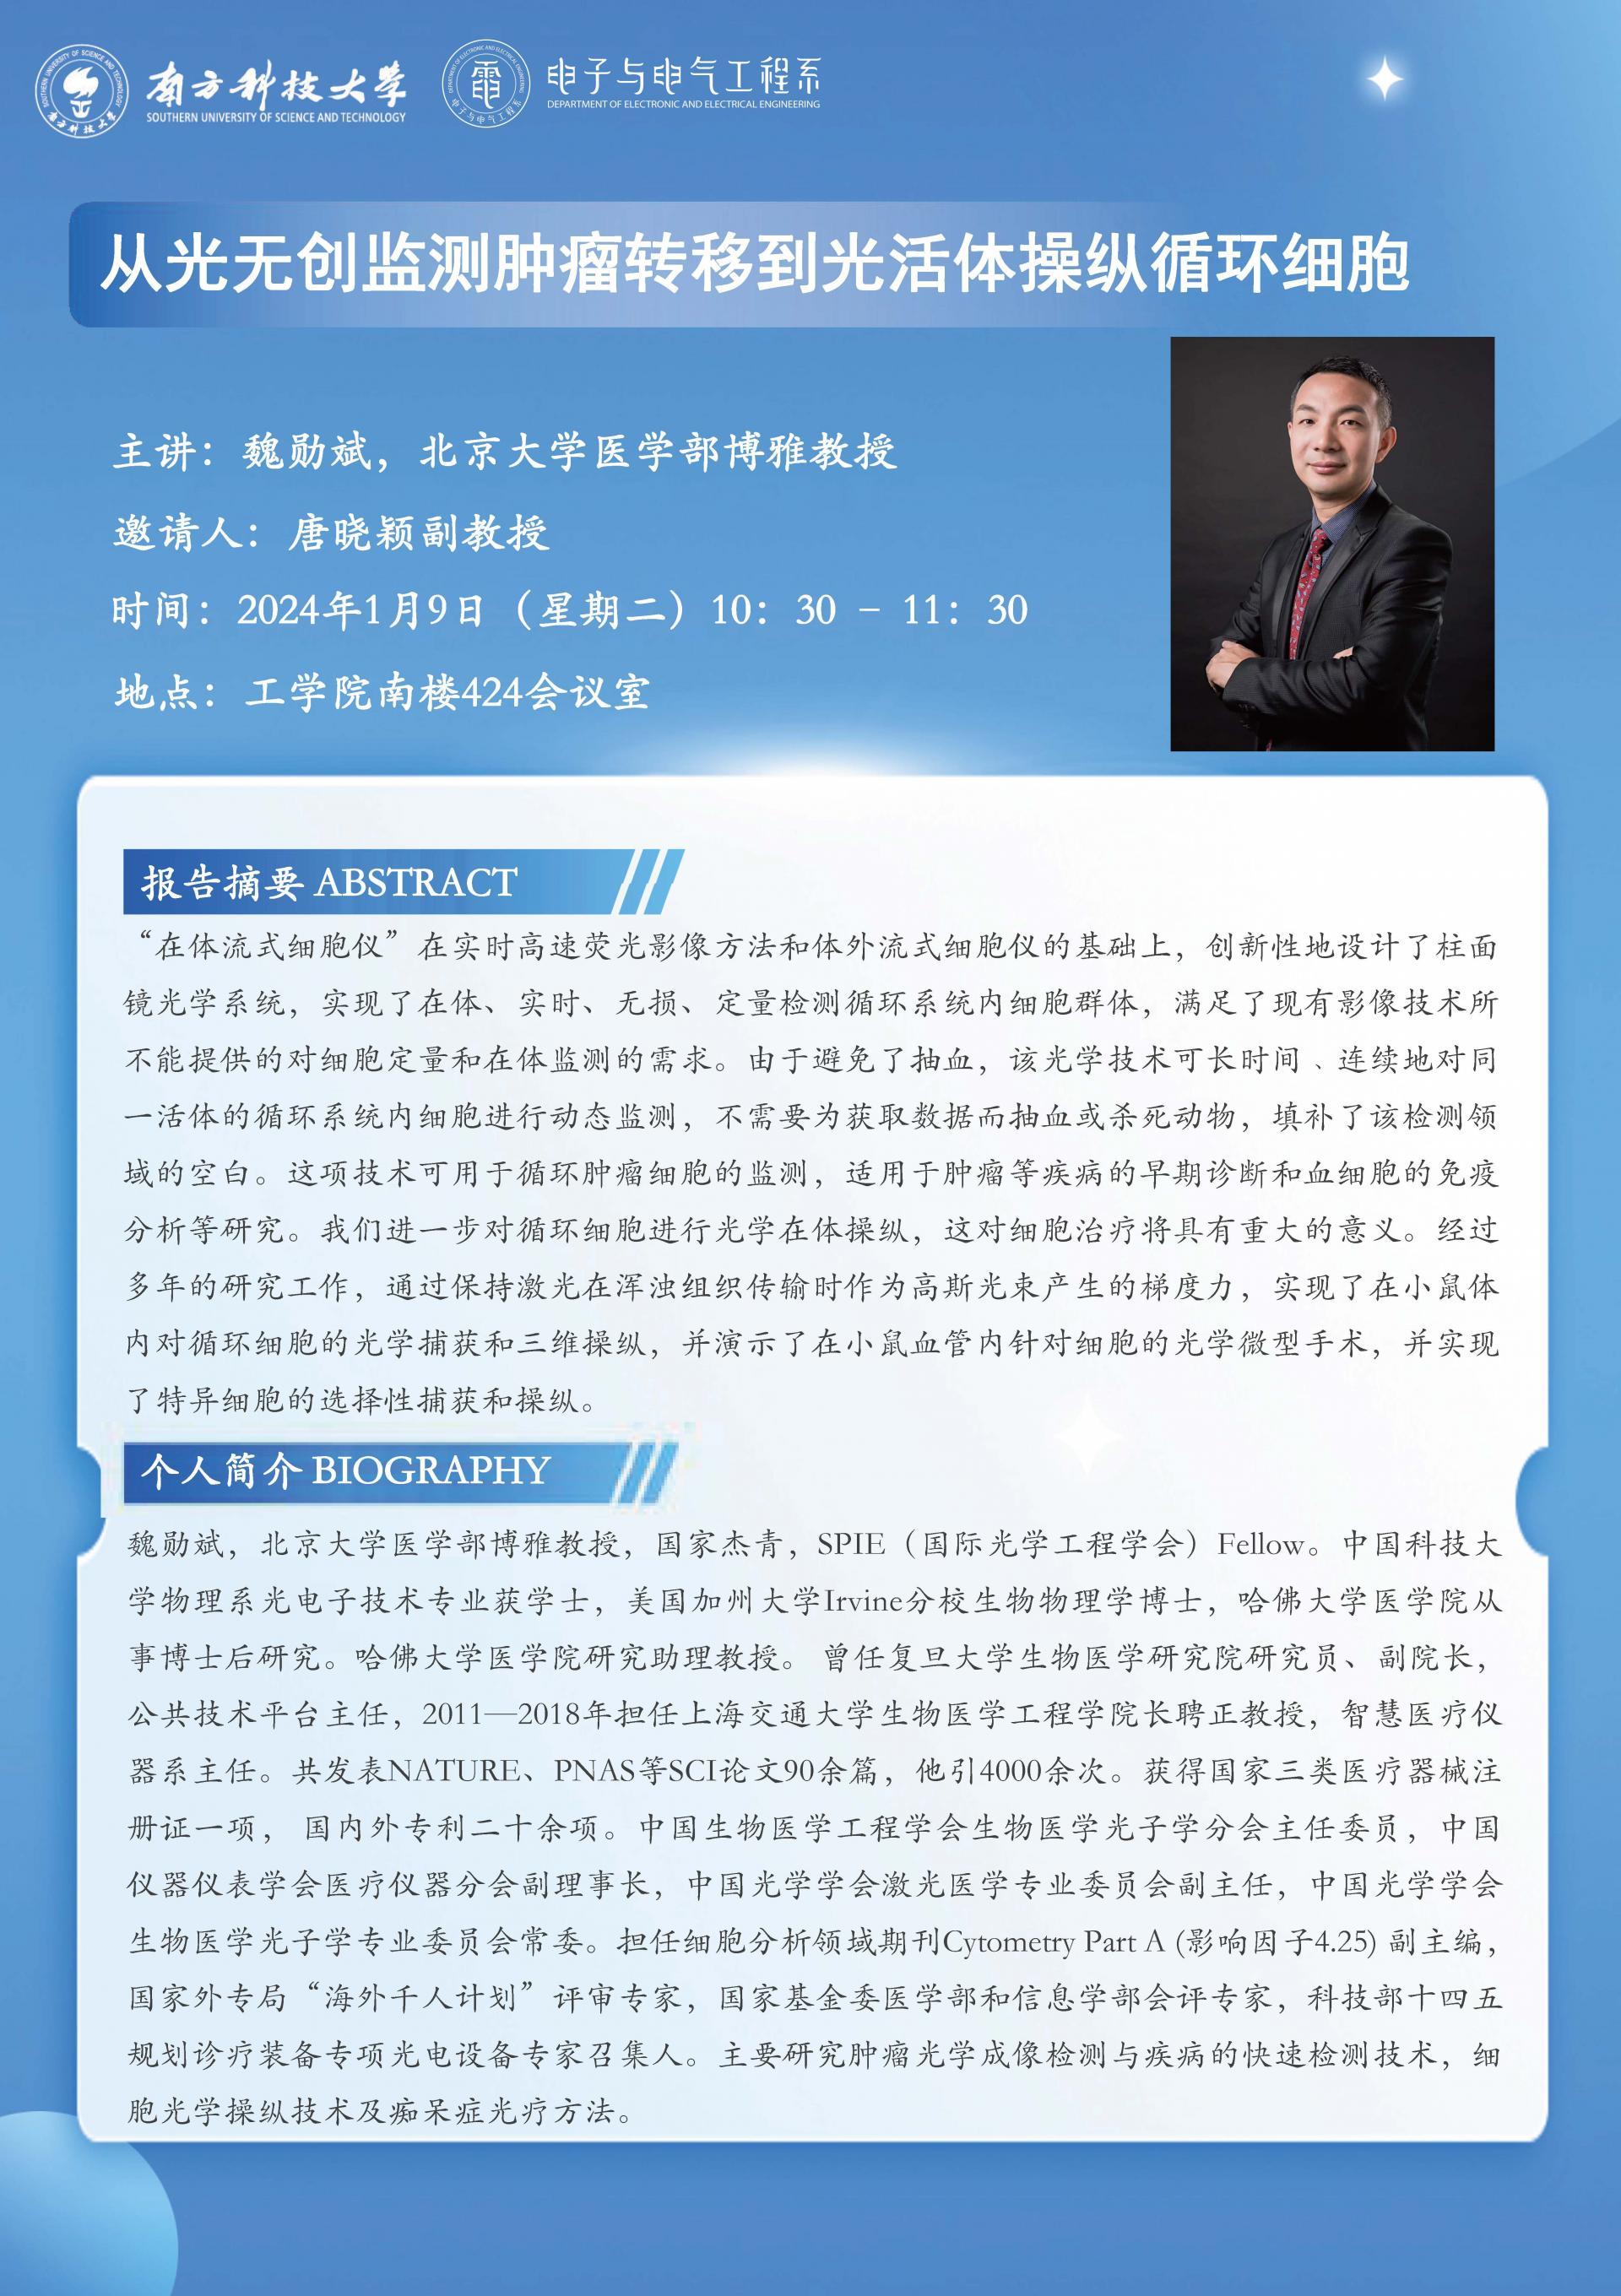 南方科技大学
SOUTHERN UNIVERSITY OF SCIENCE AND TECHNOLOGY
电子与电气工程系
DEPARTMENT OF ELECTRONIC AND ELECTRICAL ENGINEERING
从光无创监测肿瘤转移到光活体操纵循环细胞
主讲：魏勋斌，北京大学医学部博雅教授
邀请人：唐晓颖副教授
时间：2024年1月9日（星期二）10：30 – 11：30
地点：工学院南楼424会议室
报告摘要 ABSTRACT
“在体流式细胞仪”在实时高速荧光影像方法和体外流式细胞仪的基础上，创新性地设计了柱面
镜光学系统，实现了在体、实时、无损、定量检测循环系统内细胞群体，满足了现有影像技术所
不能提供的对细胞定量和在体监测的需求。由于避免了抽血，该光学技术可长时间、连续地对同
一活体的循环系统内细胞进行动态监测，不需要为获取数据而抽血或杀死动物，填补了该检测领
域的空白。这项技术可用于循环肿瘤细胞的监测，适用于肿瘤等疾病的早期诊断和血细胞的免疫
分析等研究。我们进一步对循环细胞进行光学在体操纵，这对细胞治疗将具有重大的意义。经过
多年的研究工作，通过保持激光在浑浊组织传输时作为高斯光束产生的梯度力，实现了在小鼠体
内对循环细胞的光学捕获和三维操纵，并演示了在小鼠血管内针对细胞的光学微型手术，并实现
了特异细胞的选择性捕获和操纵。
个人简介 BIOGRAPHY
魏勋斌，北京大学医学部博雅教授，国家杰青，SPIE（国际光学工程学会）Fellow。中国科技大
学物理系光电子技术专业获学士，美国加州大学Irvine分校生物物理学博士，哈佛大学医学院从
事博士后研究。哈佛大学医学院研究助理教授。 曾任复旦大学生物医学研究院研究员、副院长，
公共技术平台主任，2011—2018年担任上海交通大学生物医学工程学院长聘正教授，智慧医疗仪
器系主任。共发表NATURE、PNAS等SCI论文90余篇，他引4000余次。获得国家三类医疗器械注
册证一项， 国内外专利二十余项。中国生物医学工程学会生物医学光子学分会主任委员，中国
仪器仪表学会医疗仪器分会副理事长，中国光学学会激光医学专业委员会副主任，中国光学学会
生物医学光子学专业委员会常委。担任细胞分析领域期刊Cytometry Part A (影响因子4.25) 副主编，
国家外专局“海外千人计划”评审专家，国家基金委医学部和信息学部会评专家，科技部十四五
规划诊疗装备专项光电设备专家召集人。主要研究肿瘤光学成像检测与疾病的快速检测技术，细
胞光学操纵技术及痴呆症光疗方法。